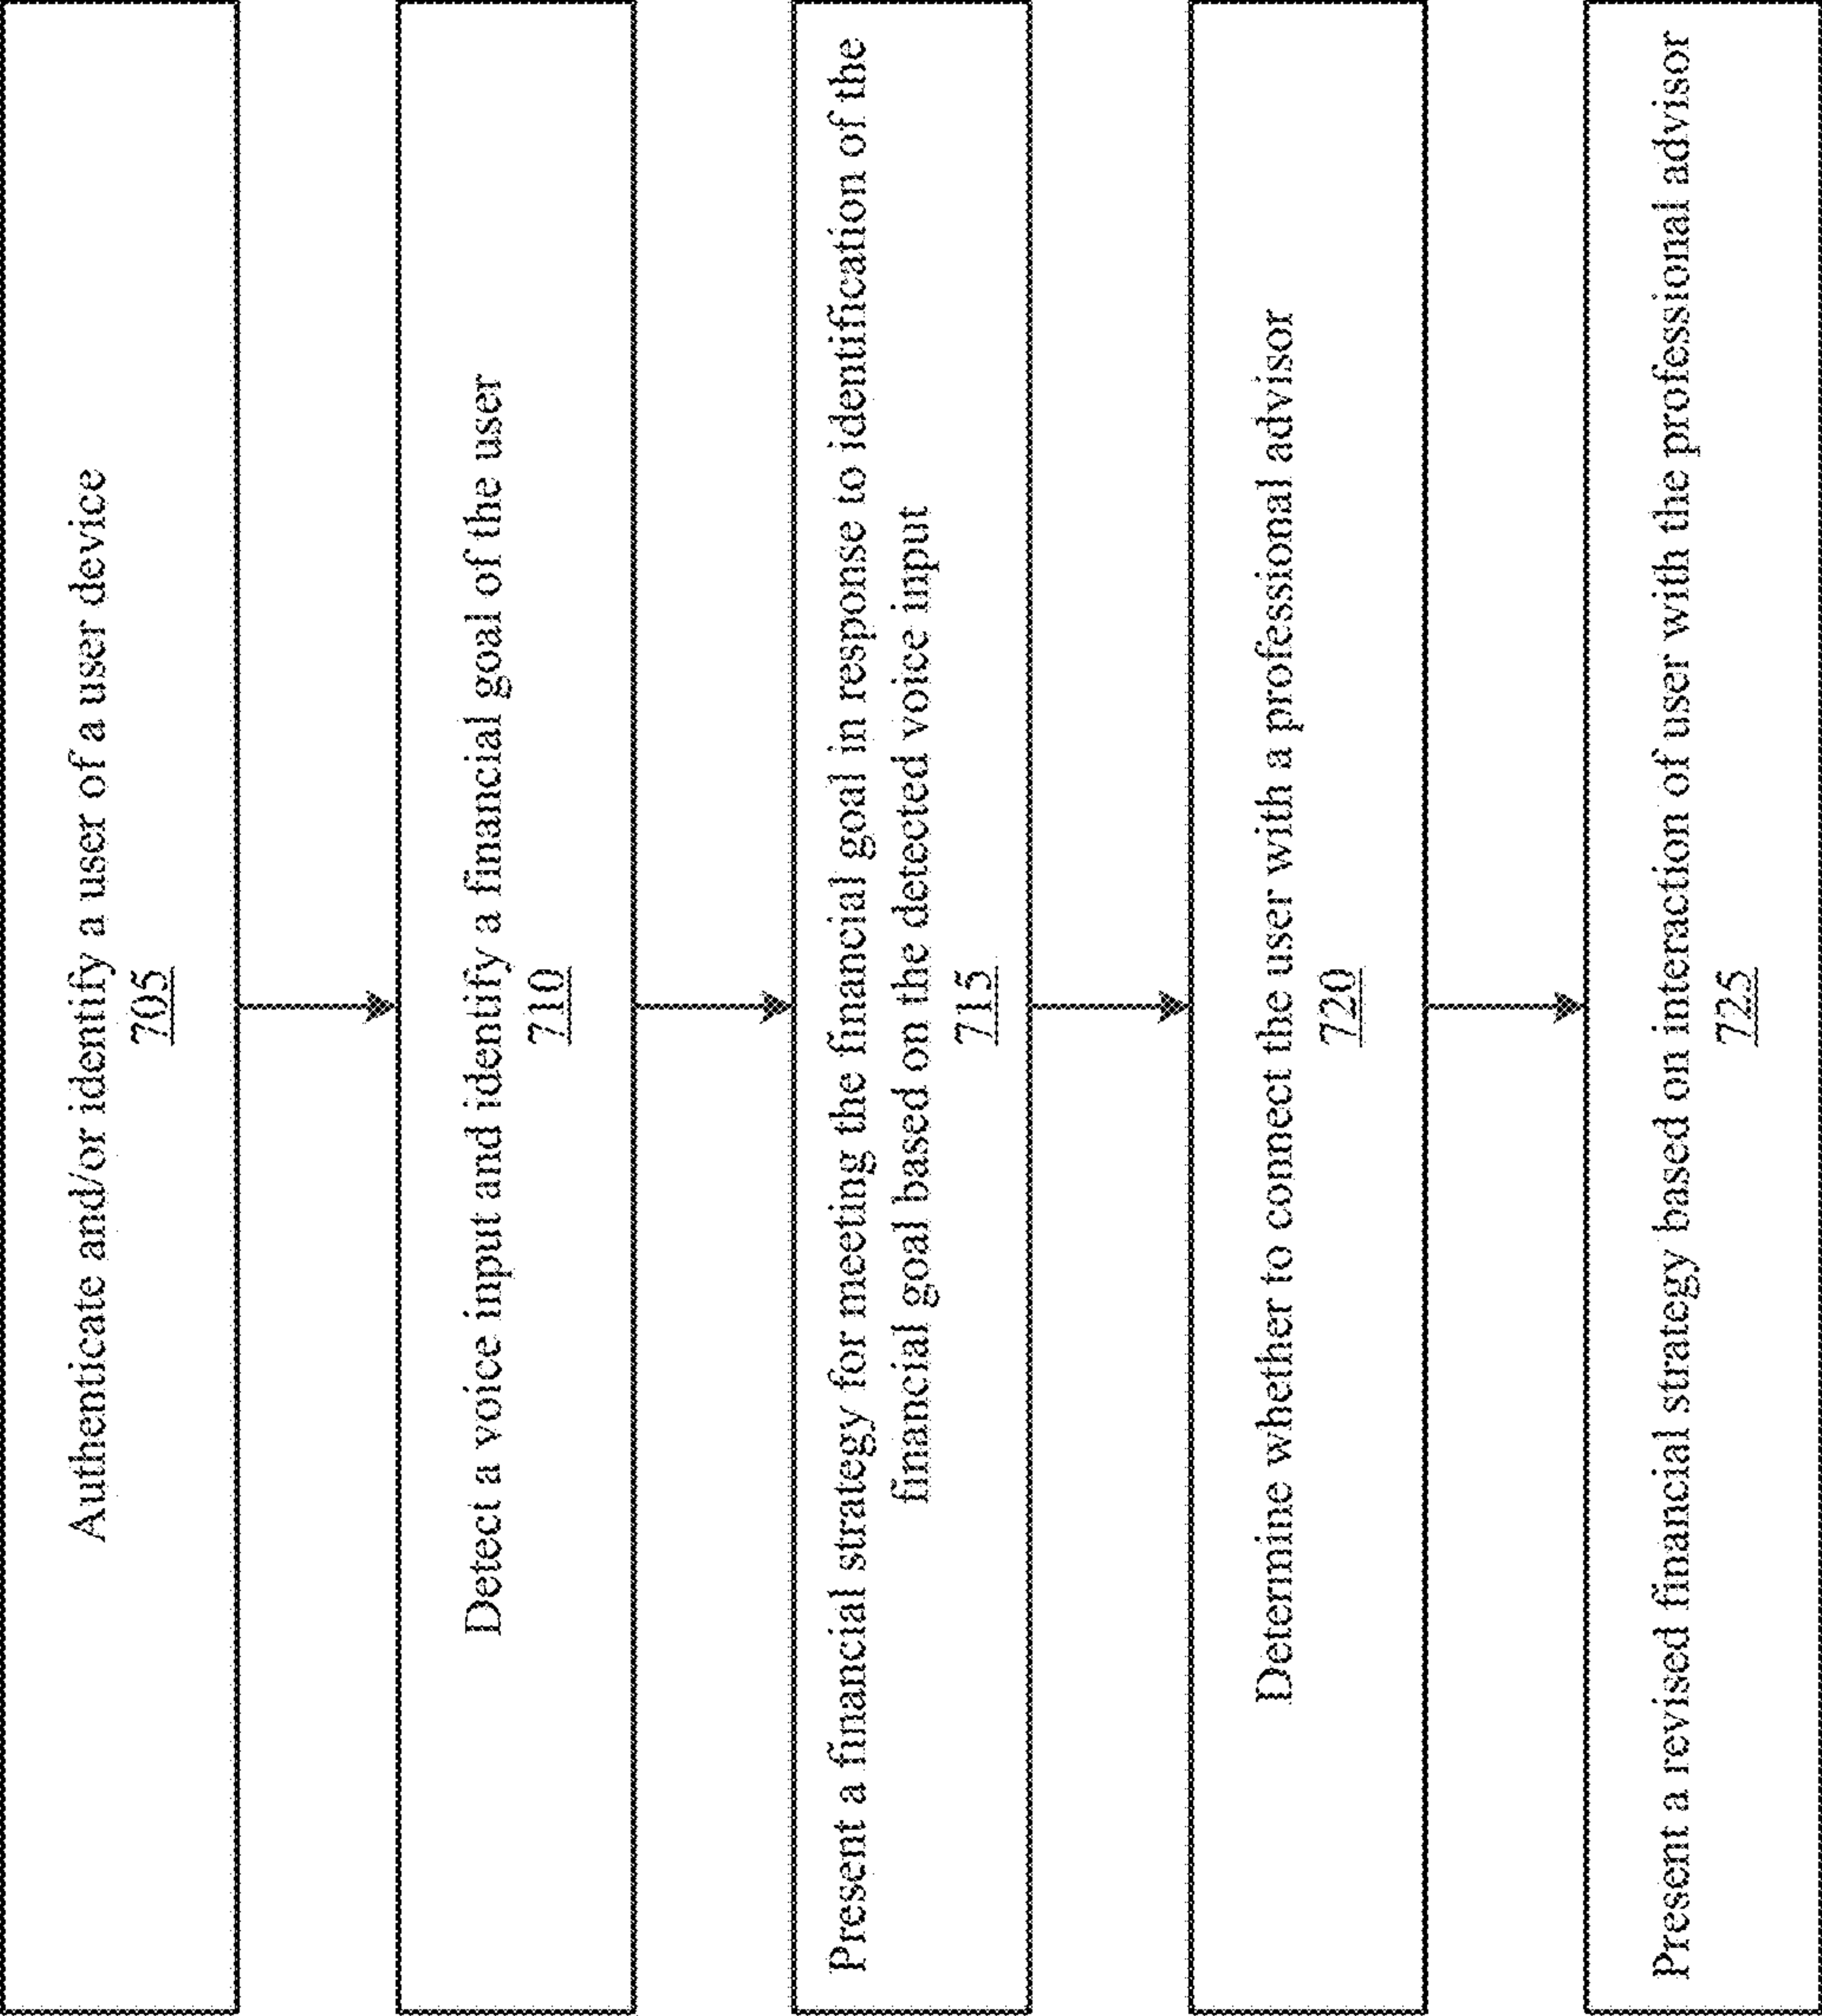 Authenticate and/or identify a user of a user device
705
Detect a voice input and identify a financial goal of the user
710
Present a financial strategy for meeting the financial goal in response to identification of the
financial goal based on the detected voice input
715
Determine whether to connect the user with a professional advisor
720
Present a revised financial strategy based on interaction of user with the professional advisor
725